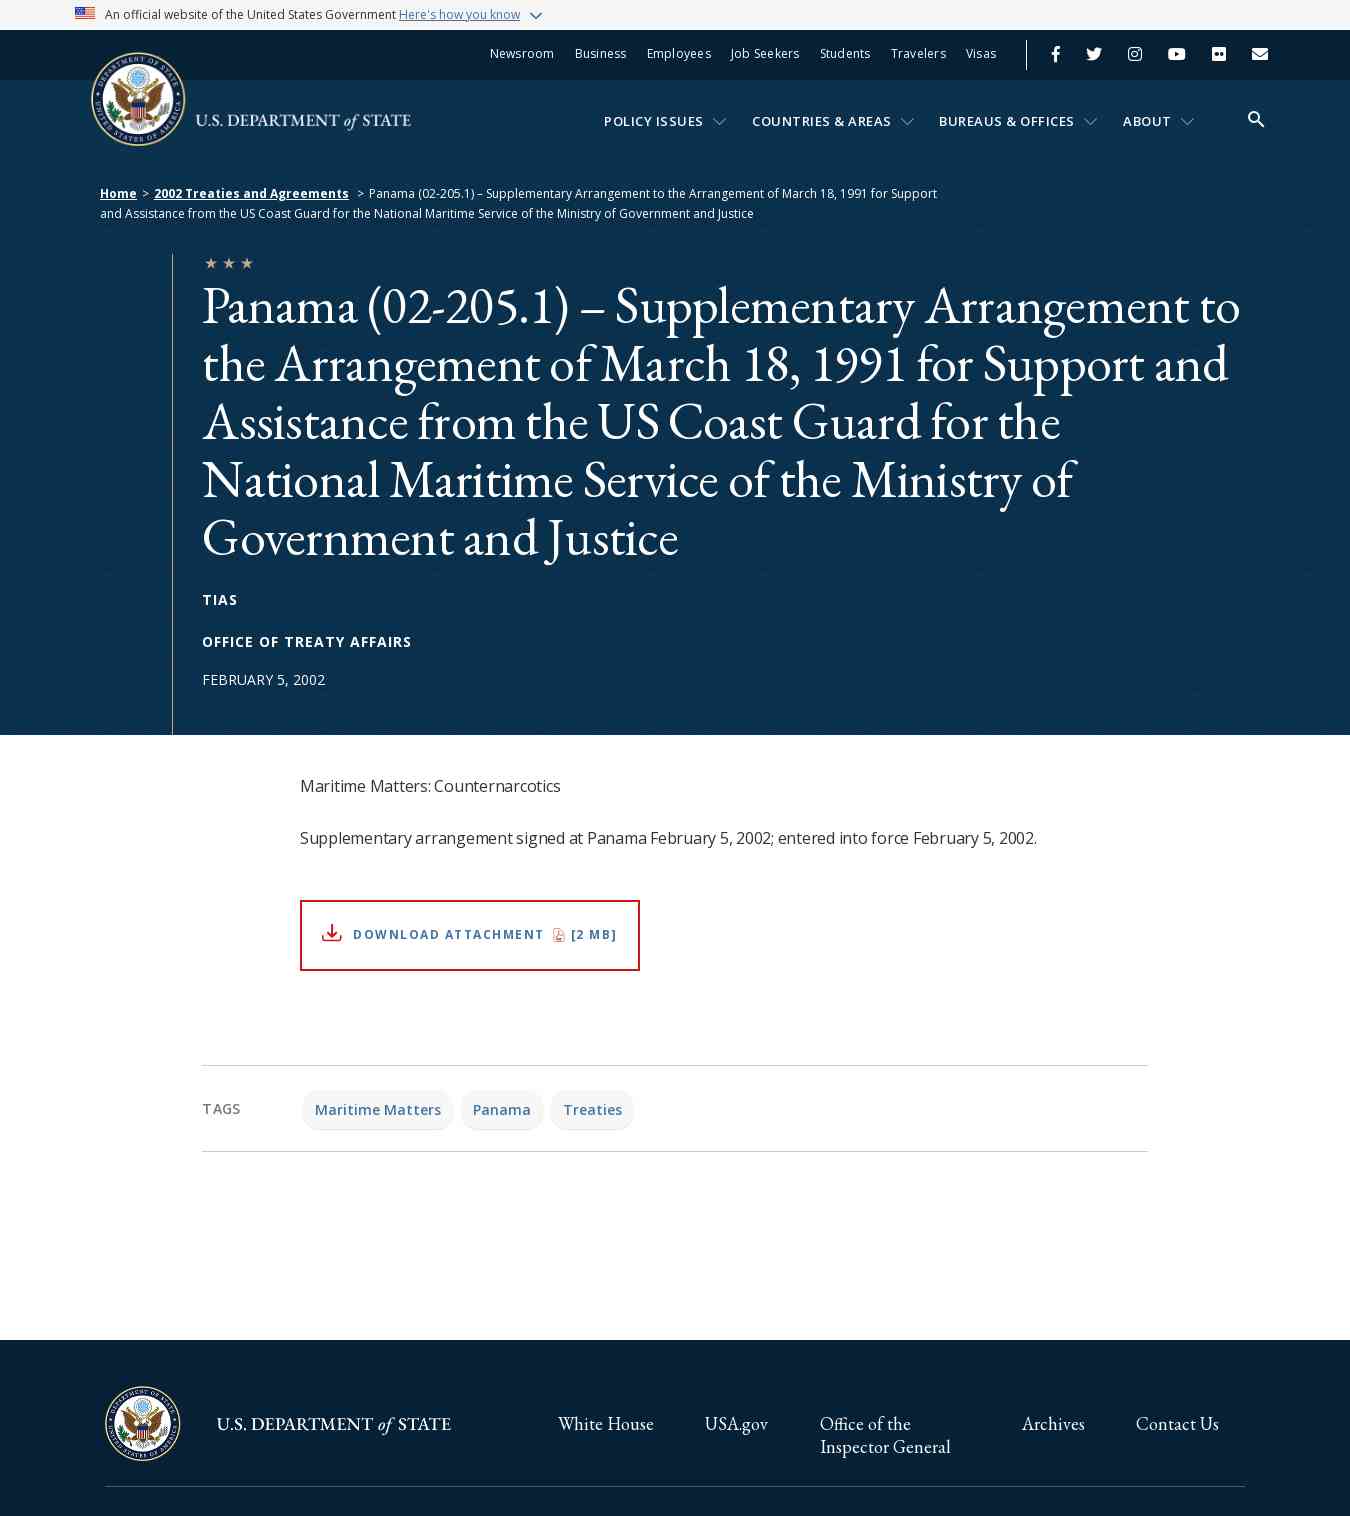 An official website of the United States Government Here's how you know
Newsroom Business Employees Job Seekers Students Travelers Visas
U.S. DEPARTMENT of STATE
POLICY ISSUES COUNTRIES & AREAS BUREAUS & OFFICES ABOUT
Home > 2002 Treaties and Agreements > Panama (02-205.1) – Supplementary Arrangement to the Arrangement of March 18, 1991 for Support
and Assistance from the US Coast Guard for the National Maritime Service of the Ministry of Government and Justice
Panama (02-205.1) – Supplementary Arrangement to
the Arrangement of March 18, 1991 for Support and
Assistance from the US Coast Guard for the
National Maritime Service of the Ministry of
Government and Justice
TIAS
OFFICE OF TREATY AFFAIRS
FEBRUARY 5, 2002
Maritime Matters: Counternarcotics
Supplementary arrangement signed at Panama February 5, 2002; entered into force February 5, 2002.
DOWNLOAD ATTACHMENT [2 MB]
TAGS Maritime Matters Panama Treaties
U.S. DEPARTMENT of STATE
White House USA.gov Office of the Archives Contact Us
Inspector General